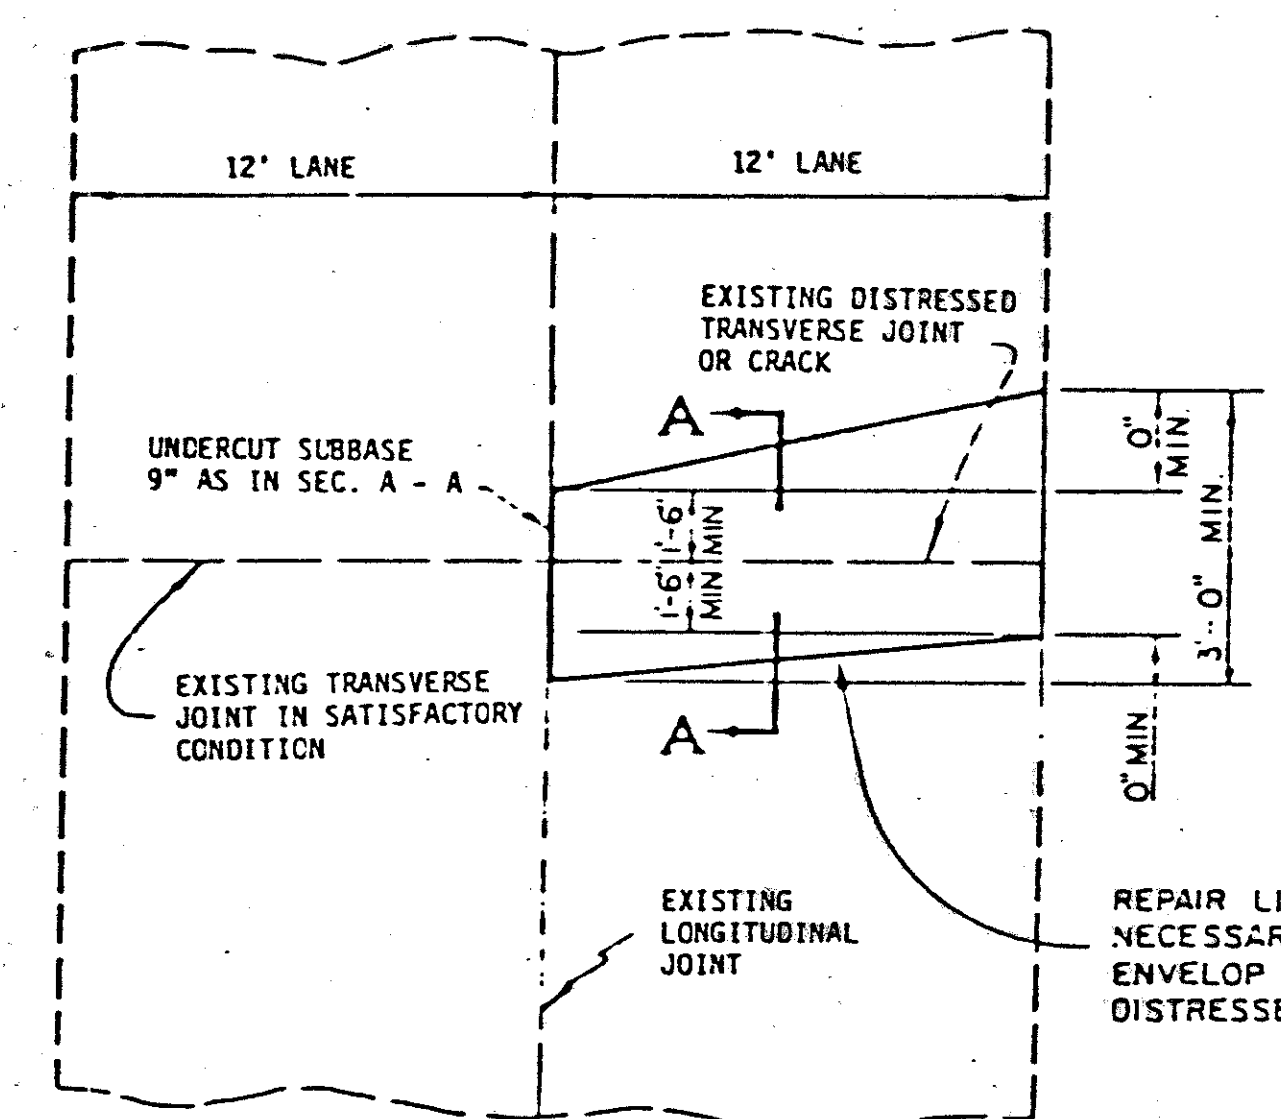 12' LANE
12' LANE
EXISTING DISTRESSED
TRANSVERSE JOINT
OR CRACK
A
UNDERCUT SUBBASE
9" AS IN SEC. A - A
0"
MIN.
1'-6"
MIN
1'-6"
MIN
3'-0" MIN.
EXISTING TRANSVERSE
JOINT IN SATISFACTORY
CONDITION
A
0" MIN
EXISTING
LONGITUDINAL
JOINT
REPAIR
ENVELOP